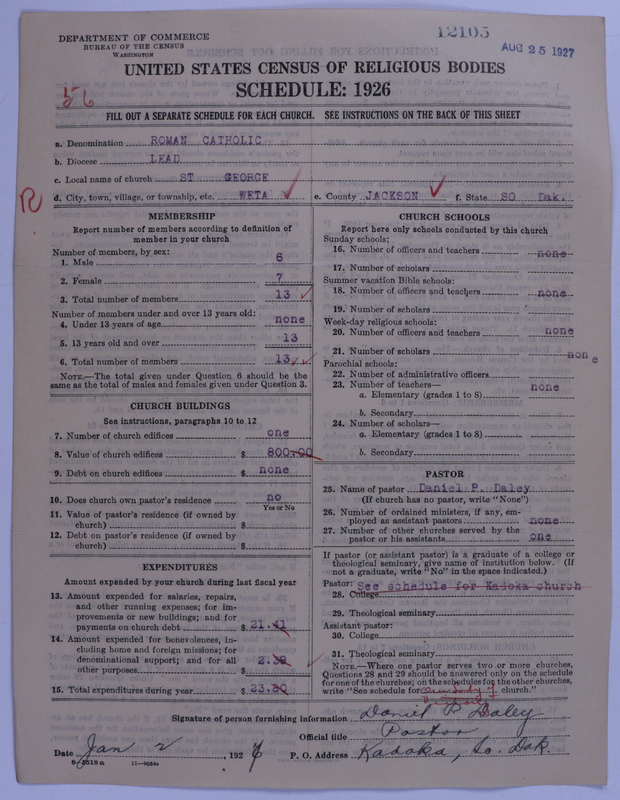 12105
AUG 25 1927
DEPARTMENT OF COMMERCE
BUREAU OF THE CENSUS
WASHINGTON
UNITED STATES CENSUS OF RELIGIOUS BODIES
SCHEDULE: 1926
56
FILL OUT A SEPARATE SCHEDULE FOR EACH CHURCH. SEE INSTRUCTIONS ON THE BACK OF THIS SHEET
a. Denomination ROMAN CATHOLIC
b. Diocese LEAD
c. Local name of church ST GEORGE
R
d. City, town, village, or township, etc. WETA e. County JACKSON f. State SO Dak.
MEMBERSHIP
Report number of members according to definition of
member in your church
Number of members, by sex:
1. Male 6
2. Female 7
3. Total number of members 13
Number of members under and over 13 years old:
4. Under 13 years of age none
5. 13 years old and over 13
6. Total number of members 13
NOTE.—The total given under Question 6 should be
same as the total of males and females given under Question 3.
CHURCH BUILDINGS
See instructions, paragraphs 10 to 12
7. Number of church edifices one
8. Value of church edifices $ 800-00
9. Debt on church edifices $ none
10. Does church own pastor's residence no
Yes or No
11. Value of pastor's residence (if owned by
church) $
12. Debt on pastor's residence (if owned by
church) $
EXPENDITURES
Amount expended by your church during last fiscal year
13. Amount expended for salaries, repairs,
and other running expenses; for im-
provements or new buildings; and for
payments on church debt $ 21.41
14. Amount expended for benevolences, in-
cluding home and foreign missions; for
denominational support; and for all
other purposes $ 2.39
15. Total expenditures during year $ 23.80
CHURCH SCHOOLS
Report here only schools conducted by this church
Sunday schools:
16. Number of officers and teachers none
17. Number of scholars
Summer vacation Bible schools:
18. Number of officers and teachers none
19. Number of scholars
Week-day religious schools:
20. Number of officers and teachers none
21. Number of scholars none
Parochial schools:
22. Number of administrative officers
23. Number of teachers— none
a. Elementary (grades 1 to 8)
b. Secondary
24. Number of scholars—
a. Elementary (grades 1 to 8)
b. Secondary
PASTOR
25. Name of pastor Daniel P. Daley
(If church has no pastor, write "None")
26. Number of ordained ministers, if any, em-
ployed as assistant pastors none
27. Number of other churches served by the
pastor or his assistants one
If pastor (or assistant pastor) is a graduate of a college or
theological seminary, give name of institution below. (If
not a graduate, write "No" in the space indicated.)
Pastor: See schedule for Kadoka church
28. College
29. Theological seminary
Assistant pastor:
30. College
31. Theological seminary
NOTE.—Where one pastor serves two or more churches,
Questions 28 and 29 should be answered only on the schedule
for one of the churches; on the schedules for the other churches,
write "See schedule for Our Lady of church."
Signature of person furnishing information Daniel P Daley
Official title Pastor
Date Jan 2, 1927 P. O. Address Kadoka, So. Dak.
8-5518a 11—9684a